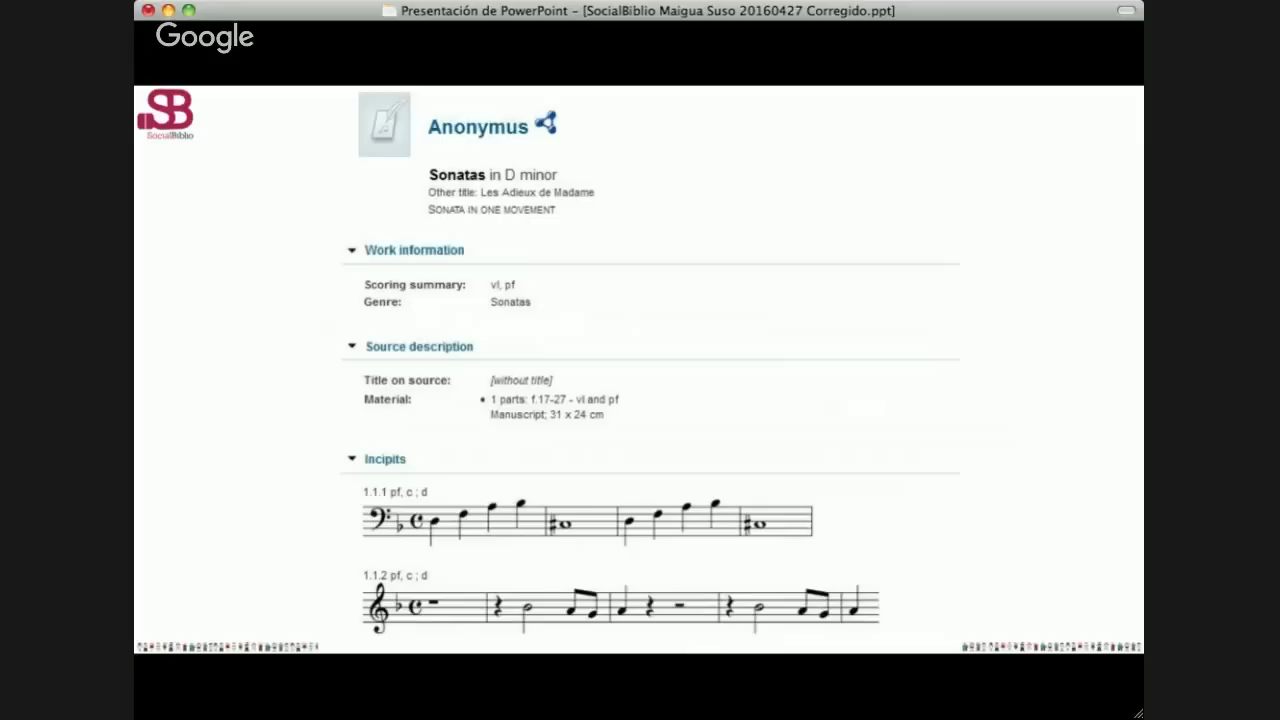 Presentación de PowerPoint - [SocialBiblio Maigua Suso 20160427 Corregido.ppt]
Google
SB
SocialBiblio
Anonymus
Sonatas in D minor
Other title: Les Adieux de Madame
SONATA IN ONE MOVEMENT
Work information
Scoring summary: vl, pf
Genre: Sonatas
Source description
Title on source: [without title]
Material: • 1 parts: f.17-27 - vl and pf
Manuscript; 31 x 24 cm
Incipits
1.1.1 pf, c ; d
1.1.2 pf, c ; d